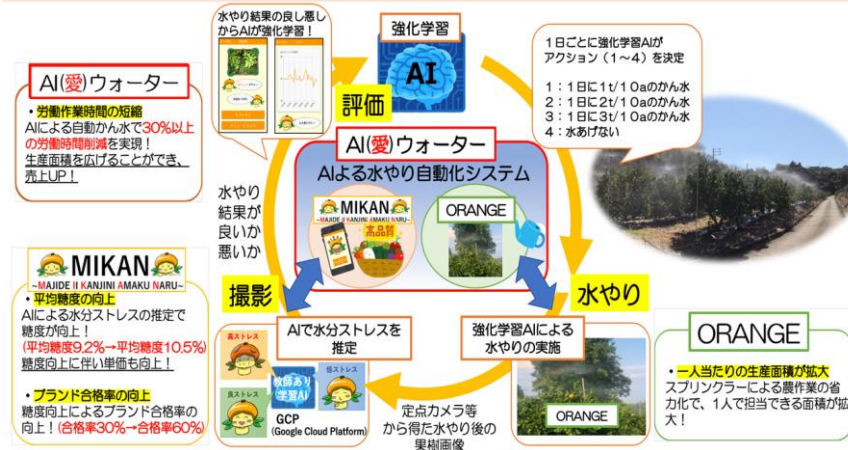 水やり結果の良し悪し
からAIが強化学習！
強化学習
AI
評価
1日ごとに強化学習AIが
アクション（1～4）を決定
1：1日に1t/10aのかん水
2：1日に2t/10aのかん水
3：1日に3t/10aのかん水
4：水あげない
AI(愛)ウォーター
・労働作業時間の短縮
AIによる自動かん水で30%以上
の労働時間削減を実現！
生産面積を広げることができ、
売上UP！
AI(愛)ウォーター
AIよる水やり自動化システム
MIKAN
~MAJIDE II KANJINI AMAKU NARU~
高品質
ORANGE
水やり
結果が
良いか
悪いか
撮影
水やり
MIKAN
~MAJIDE II KANJINI AMAKU NARU~
・平均糖度の向上
AIによる水分ストレスの推定で
糖度が向上！
(平均糖度9.2%→平均糖度10.5%)
糖度向上に伴い単価も向上！
・ブランド合格率の向上
糖度向上によるブランド合格率の
向上！(合格率30%→合格率60%)
AIで水分ストレスを
推定
高ストレス
低ストレス
良ストレス
教師あり
学習AI
GCP
(Google Cloud Platform)
定点カメラ等
から得た水やり後の
果樹画像
強化学習AIによる
水やりの実施
ORANGE
ORANGE
・一人当たりの生産面積が拡大
スプリンクラーによる農作業の省
力化で、1人で担当できる面積が拡
大！